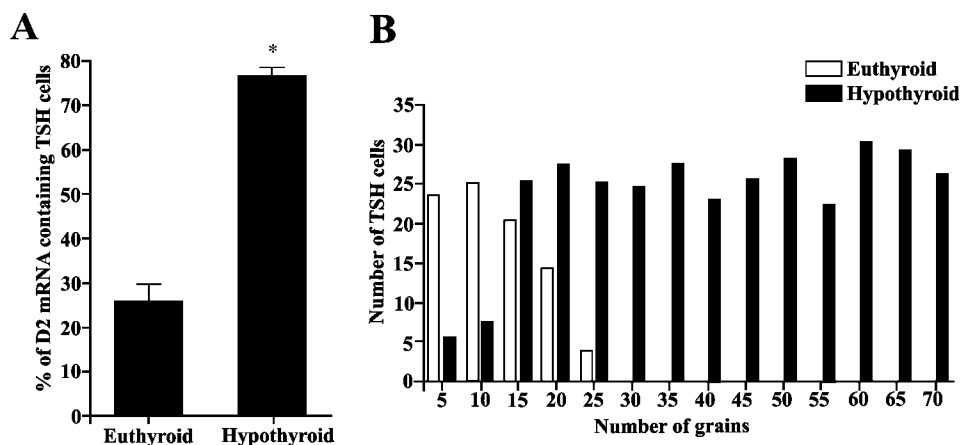 A
*
% of D2 mRNA containing TSH cells
80
70
60
50
40
30
20
10
0
Euthyroid Hypothyroid
B
Euthyroid
Hypothyroid
Number of TSH cells
35
30
25
20
15
10
5
0
5 10 15 20 25 30 35 40 45 50 55 60 65 70
Number of grains